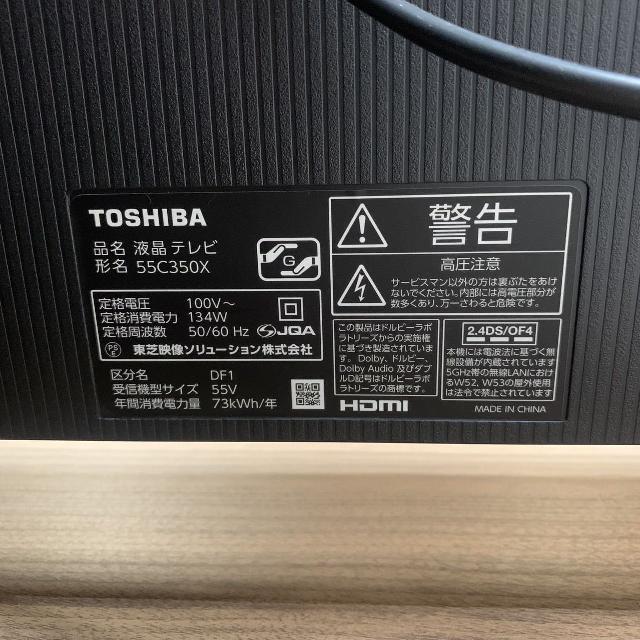 TOSHIBA
品名 液晶 テレビ
形名 55C350X
G
定格電圧 100V～
定格消費電力 134W
定格周波数 50/60 Hz
JQA
PS
E
東芝映像ソリューション株式会社
区分名 DF1
受信機型サイズ 55V
年間消費電力量 73kWh/年
警告
高圧注意
サービスマン以外の方は裏ぶたをあけ
ないでください。内部には高電圧部分が
数多くあり、万一さわると危険です。
この製品はドルビーラボ
ラトリーズからの実施権
に基づき製造されていま
す。Dolby、ドルビー、
Dolby Audio 及びダブ
ルD記号はドルビーラボ
ラトリーズの商標です。
HDMI
2.4DS/OF4
本機には電波法に基づく無
線設備が内蔵されています
5GHz帯の無線LANにおけ
るW52、W53の屋外使用
は法令で禁止されています
MADE IN CHINA